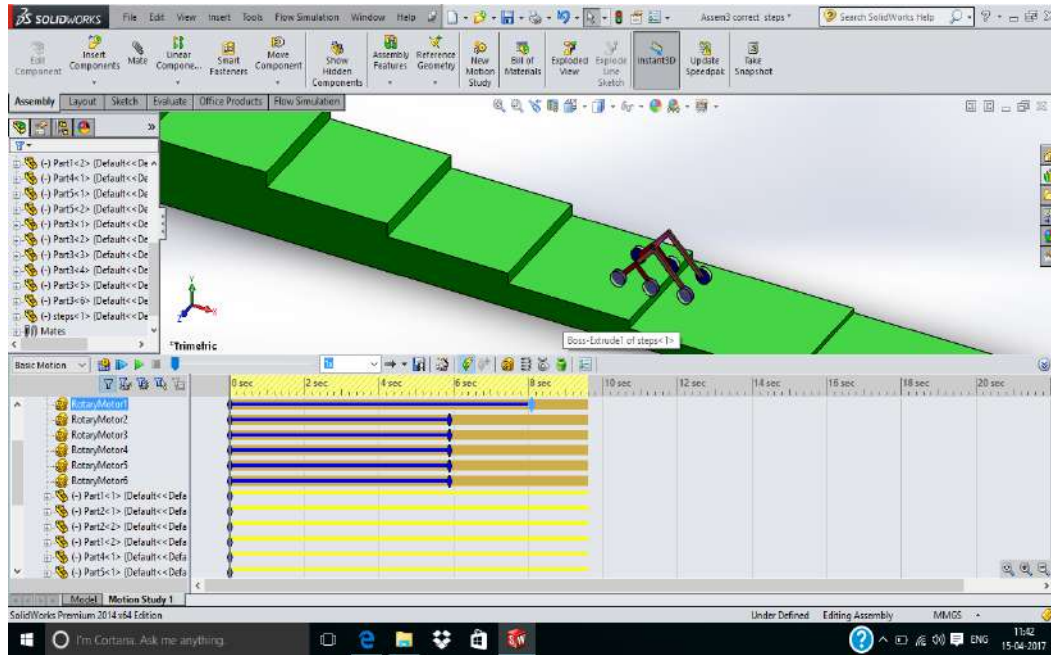 SOLIDWORKS File Edit View Insert Tools Flow Simulation Window Help Assem3 correct steps * Search SolidWorks Help
Edit Component Insert Components Mate Linear Compone... Smart Fasteners Move Component Show Hidden Components Assembly Features Reference Geometry New Motion Study Bill of Materials Exploded View Explode Line Sketch Instant3D Update Speedpak Take Snapshot
Assembly Layout Sketch Evaluate Office Products Flow Simulation
(-) Part1<2> (Default<<De
(-) Part4<1> (Default<<De
(-) Part5<1> (Default<<De
(-) Part5<2> (Default<<De
(-) Part3<1> (Default<<De
(-) Part3<2> (Default<<De
(-) Part3<3> (Default<<De
(-) Part3<4> (Default<<De
(-) Part3<5> (Default<<De
(-) Part3<6> (Default<<De
(-) steps<1> (Default<<De
Mates
*Trimetric
Boss-Extrude1 of steps<1>
Basic Motion 1x
0 sec 2 sec 4 sec 6 sec 8 sec 10 sec 12 sec 14 sec 16 sec 18 sec 20 sec
RotaryMotor1
RotaryMotor2
RotaryMotor3
RotaryMotor4
RotaryMotor5
RotaryMotor6
(-) Part1<1> (Default<<Defa
(-) Part2<1> (Default<<Defa
(-) Part2<2> (Default<<Defa
(-) Part1<2> (Default<<Defa
(-) Part4<1> (Default<<Defa
(-) Part5<1> (Default<<Defa
Model Motion Study 1
SolidWorks Premium 2014 x64 Edition Under Defined Editing Assembly MMGS
I'm Cortana. Ask me anything. ENG 11:42
15-04-2017